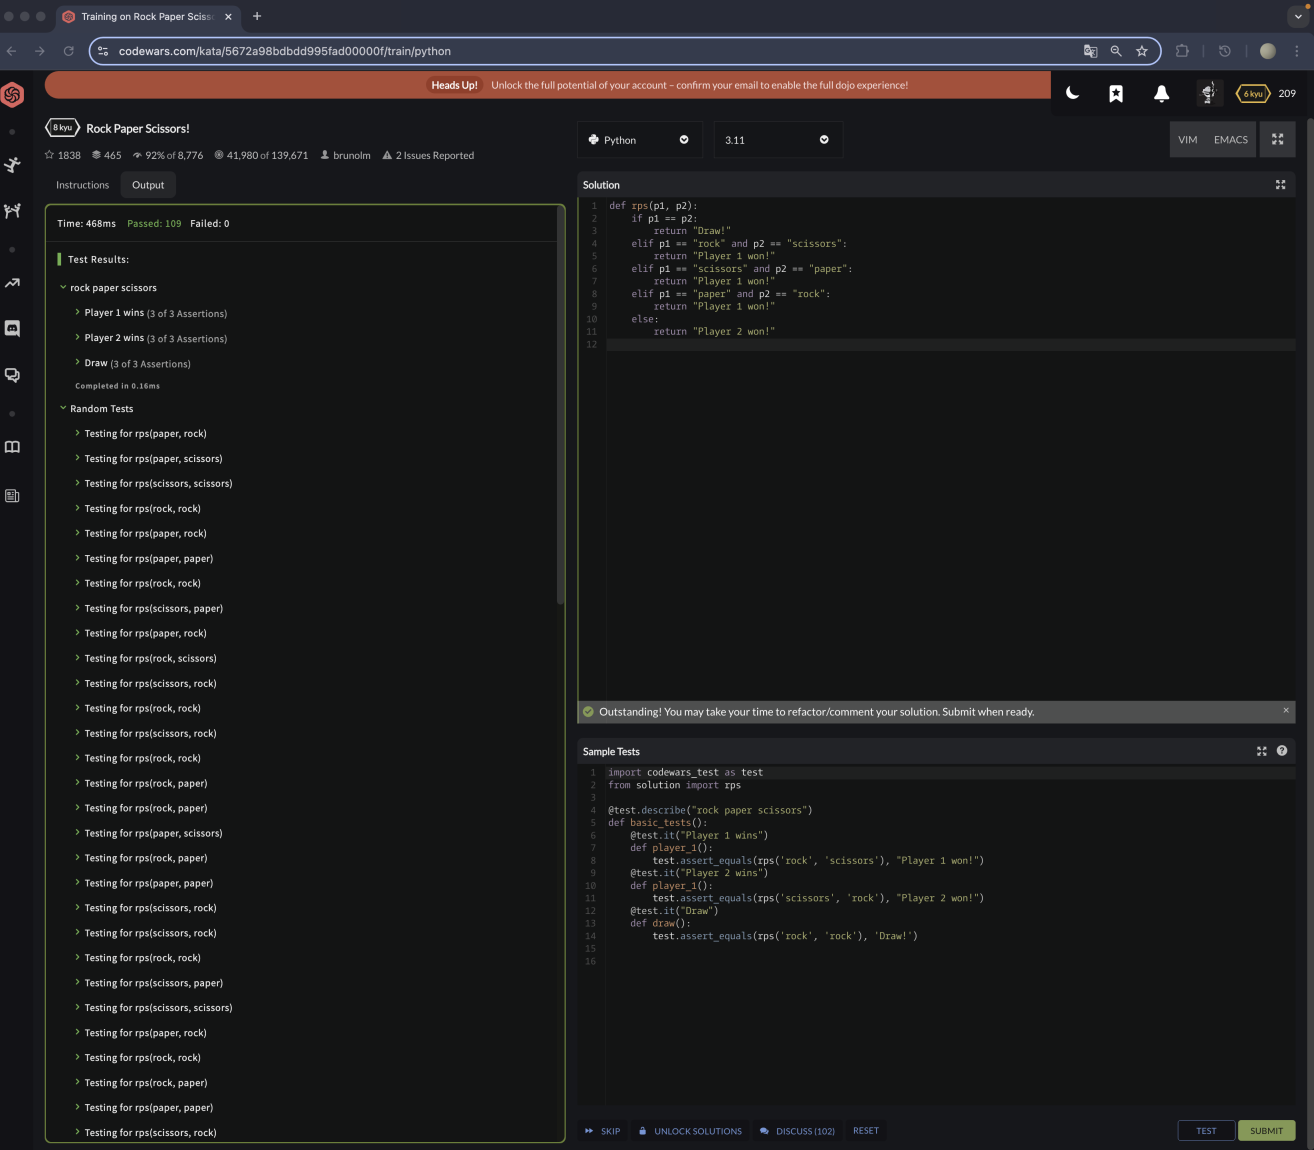 Training on Rock Paper Sciss
codewars.com/kata/5672a98bdbdd995fad00000f/train/python
Heads Up! Unlock the full potential of your account – confirm your email to enable the full dojo experience!
6 kyu 209
8 kyu Rock Paper Scissors!
1838 465 92% of 8,776 41,980 of 139,671 brunolm 2 Issues Reported
Instructions Output
Time: 468ms Passed: 109 Failed: 0
Test Results:
rock paper scissors
Player 1 wins (3 of 3 Assertions)
Player 2 wins (3 of 3 Assertions)
Draw (3 of 3 Assertions)
Completed in 0.16ms
Random Tests
Testing for rps(paper, rock)
Testing for rps(paper, scissors)
Testing for rps(scissors, scissors)
Testing for rps(rock, rock)
Testing for rps(paper, rock)
Testing for rps(paper, paper)
Testing for rps(rock, rock)
Testing for rps(scissors, paper)
Testing for rps(paper, rock)
Testing for rps(rock, scissors)
Testing for rps(scissors, rock)
Testing for rps(rock, rock)
Testing for rps(scissors, rock)
Testing for rps(rock, rock)
Testing for rps(rock, paper)
Testing for rps(rock, paper)
Testing for rps(paper, scissors)
Testing for rps(rock, paper)
Testing for rps(paper, paper)
Testing for rps(scissors, rock)
Testing for rps(scissors, rock)
Testing for rps(rock, rock)
Testing for rps(scissors, paper)
Testing for rps(scissors, scissors)
Testing for rps(paper, rock)
Testing for rps(rock, rock)
Testing for rps(rock, paper)
Testing for rps(paper, paper)
Testing for rps(scissors, rock)
Python 3.11 VIM EMACS
Solution
1 def rps(p1, p2):
2     if p1 == p2:
3         return "Draw!"
4     elif p1 == "rock" and p2 == "scissors":
5         return "Player 1 won!"
6     elif p1 == "scissors" and p2 == "paper":
7         return "Player 1 won!"
8     elif p1 == "paper" and p2 == "rock":
9         return "Player 1 won!"
10     else:
11         return "Player 2 won!"
12
Outstanding! You may take your time to refactor/comment your solution. Submit when ready.
Sample Tests
1 import codewars_test as test
2 from solution import rps
3
4 @test.describe("rock paper scissors")
5 def basic_tests():
6     @test.it("Player 1 wins")
7     def player_1():
8         test.assert_equals(rps('rock', 'scissors'), "Player 1 won!")
9     @test.it("Player 2 wins")
10     def player_1():
11         test.assert_equals(rps('scissors', 'rock'), "Player 2 won!")
12     @test.it("Draw")
13     def draw():
14         test.assert_equals(rps('rock', 'rock'), 'Draw!')
15
16
SKIP UNLOCK SOLUTIONS DISCUSS (102) RESET TEST SUBMIT